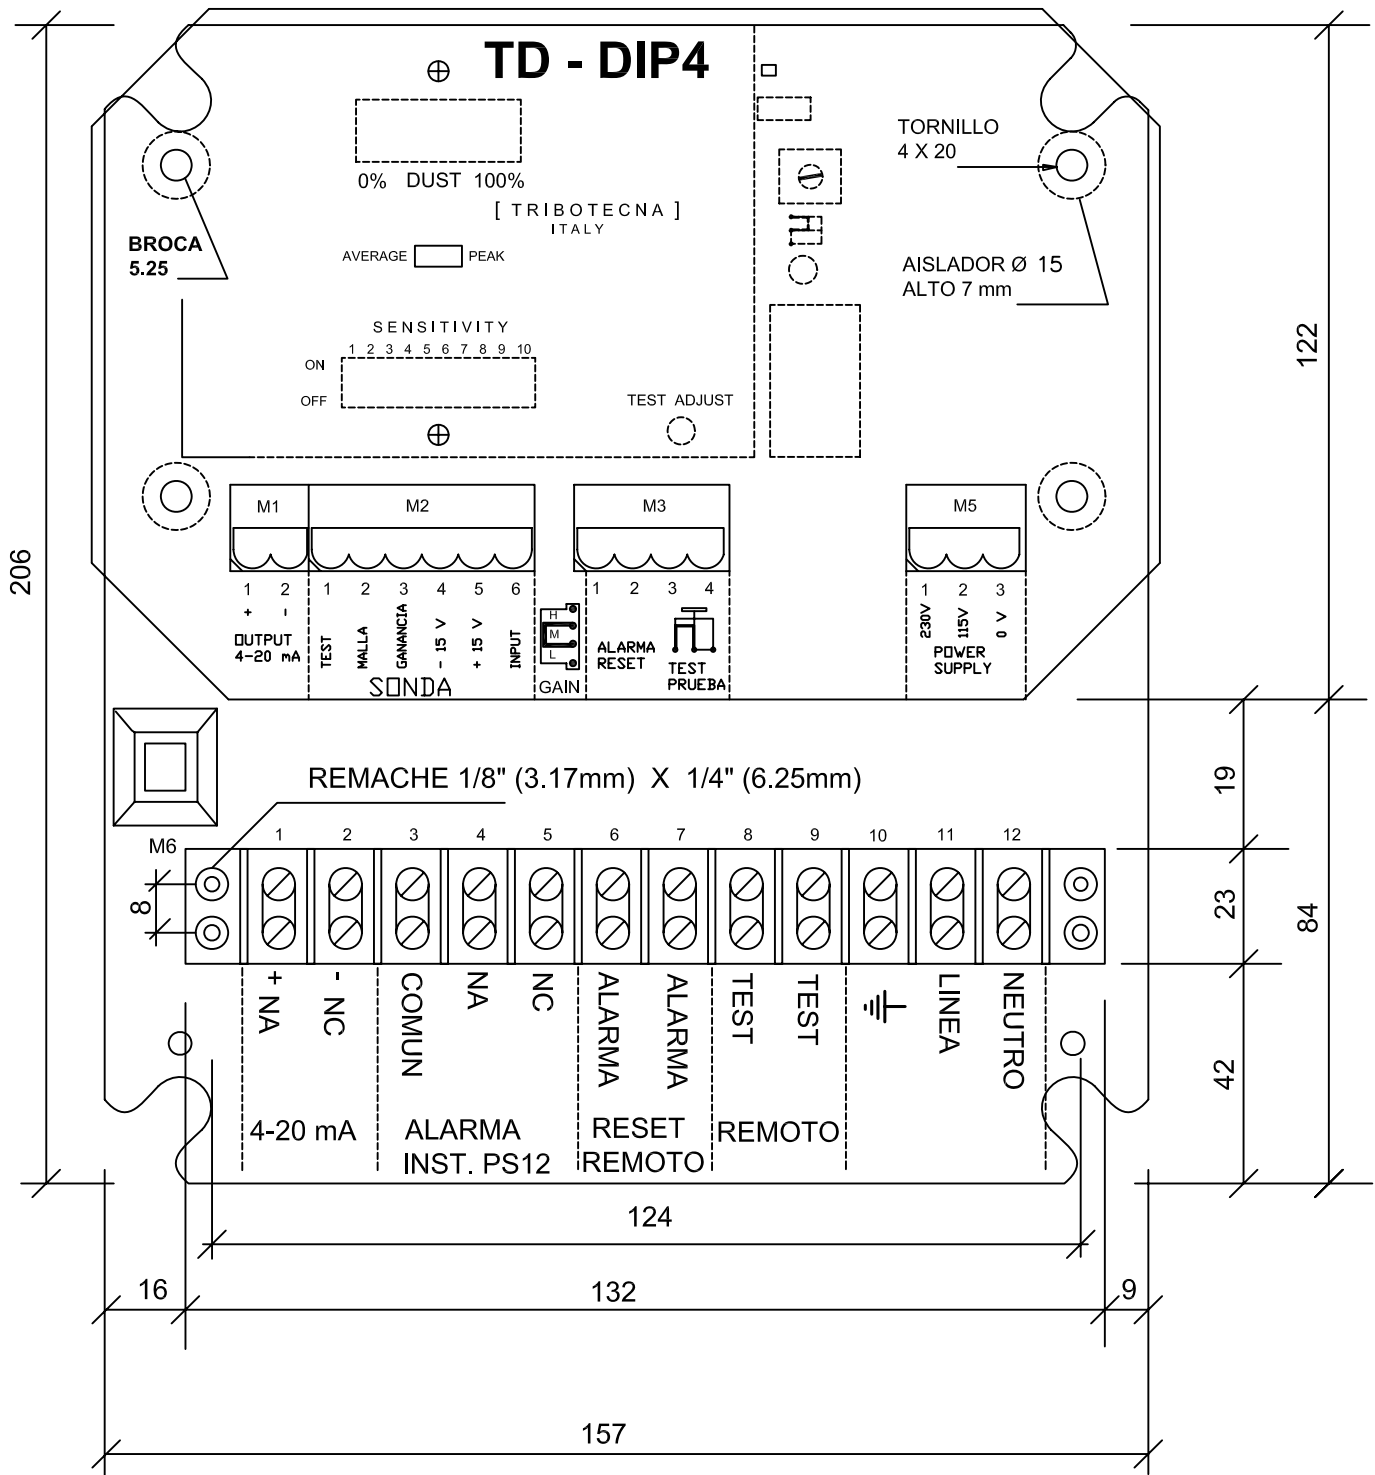 TD - DIP4
0% DUST 100%
[ TRIBOTECNA ]
ITALY
AVERAGE PEAK
SENSITIVITY
1 2 3 4 5 6 7 8 9 10
ON
OFF
TEST ADJUST
BROCA
5.25
TORNILLO
4 X 20
AISLADOR Ø 15
ALTO 7 mm
206
122
M1 M2 M3 M5
1 2 1 2 3 4 5 6 1 2 3 4 1 2 3
+ -
OUTPUT
4-20 mA
TEST
MALLA
GANANCIA
- 15 V
+ 15 V
INPUT
SONDA
H
M
L
GAIN
ALARMA
RESET
TEST
PRUEBA
230V
115V
0 V
POWER
SUPPLY
REMACHE 1/8" (3.17mm) X 1/4" (6.25mm)
19
M6
1 2 3 4 5 6 7 8 9 10 11 12
8
23
84
+ NA
- NC
COMUN
NA
NC
ALARMA
ALARMA
TEST
TEST
LINEA
NEUTRO
42
4-20 mA
ALARMA
INST. PS12
RESET
REMOTO
REMOTO
124
16
132
9
157